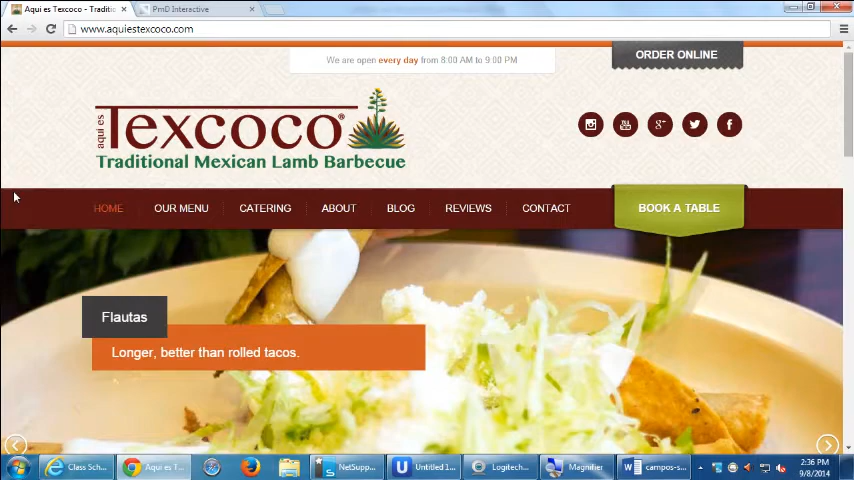 Aqui es Texcoco - Traditic
PmD Interactive
www.aquiestexcoco.com
We are open every day from 8:00 AM to 9:00 PM
ORDER ONLINE
aqui es Texcoco®
Traditional Mexican Lamb Barbecue
You Tube
g+
f
HOME
OUR MENU
CATERING
ABOUT
BLOG
REVIEWS
CONTACT
BOOK A TABLE
Flautas
Longer, better than rolled tacos.
Class Sch...
Aqui es T...
NetSupp...
Untitled 1...
Logitech...
Magnifier
campos-s...
2:36 PM
9/8/2014